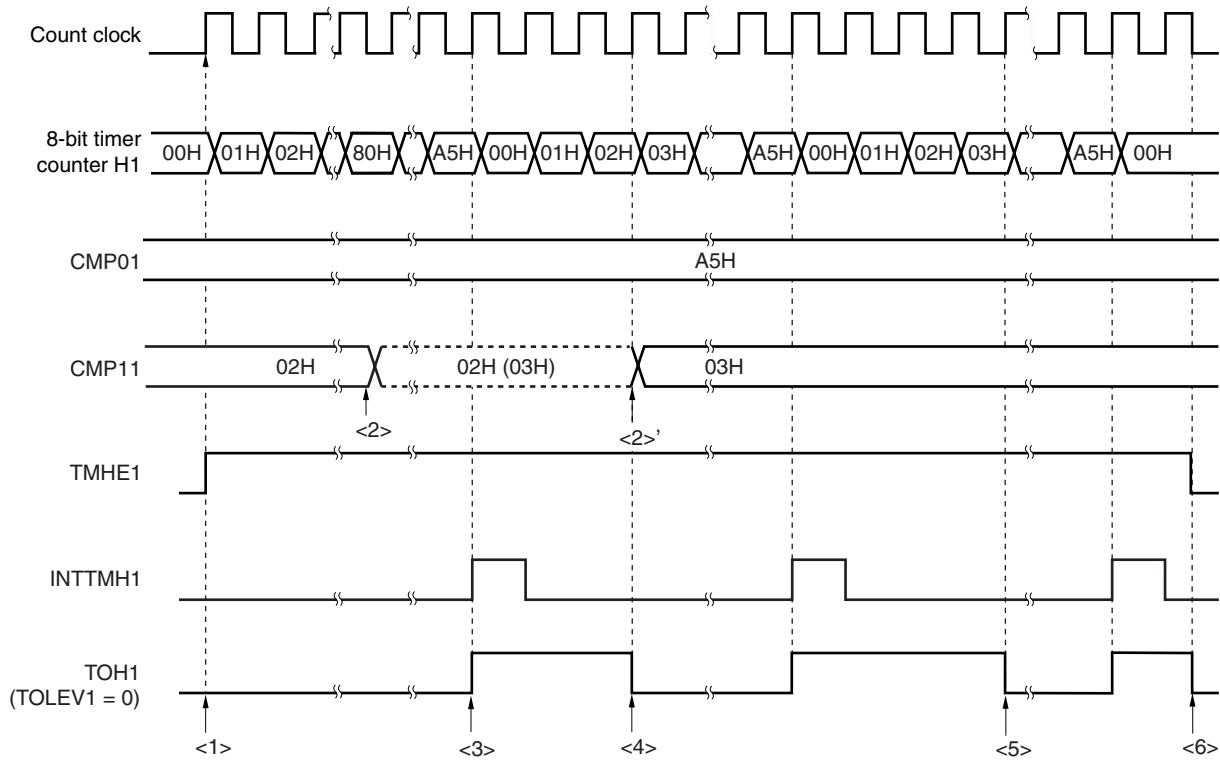 Count clock
8-bit timer
counter H1
00H 01H 02H 80H A5H 00H 01H 02H 03H A5H 00H 01H 02H 03H A5H 00H
CMP01
A5H
CMP11
02H 02H (03H) 03H
<2> <2>’
TMHE1
INTTMH1
TOH1
(TOLEV1 = 0)
<1> <3> <4> <5> <6>